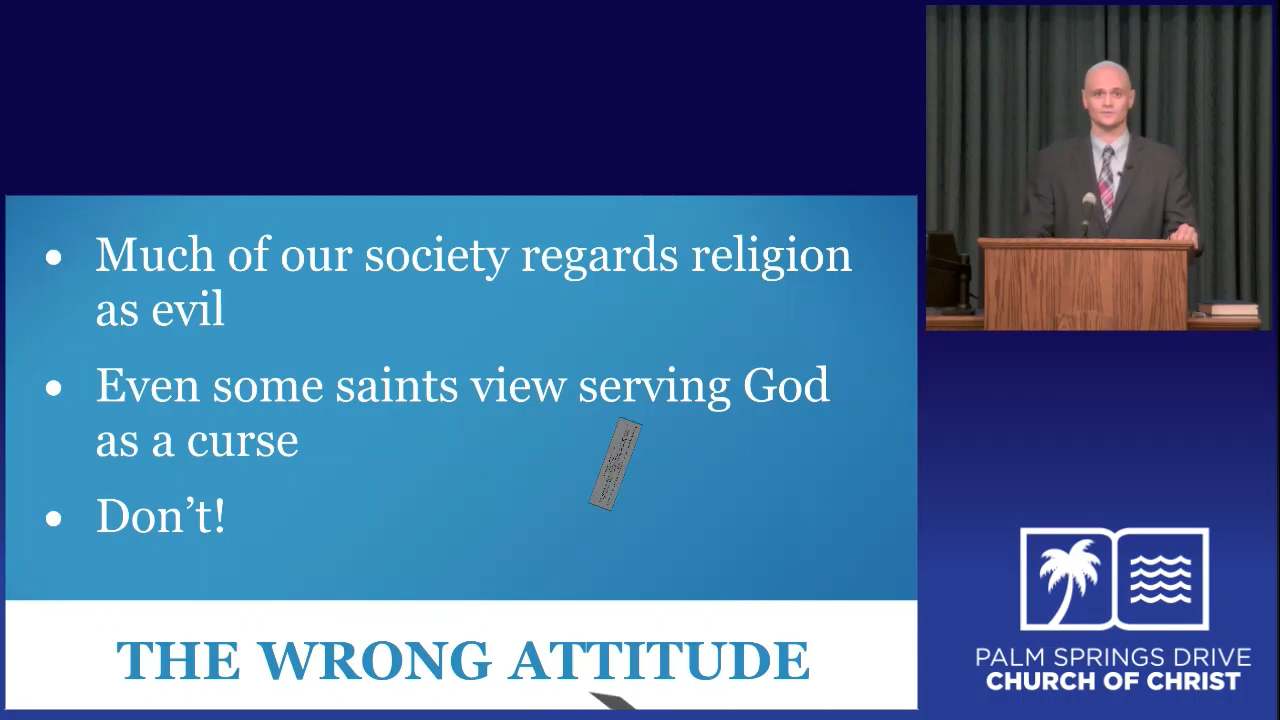 • Much of our society regards religion
as evil
• Even some saints view serving God
as a curse
• Don’t!
THE WRONG ATTITUDE
PALM SPRINGS DRIVE
CHURCH OF CHRIST